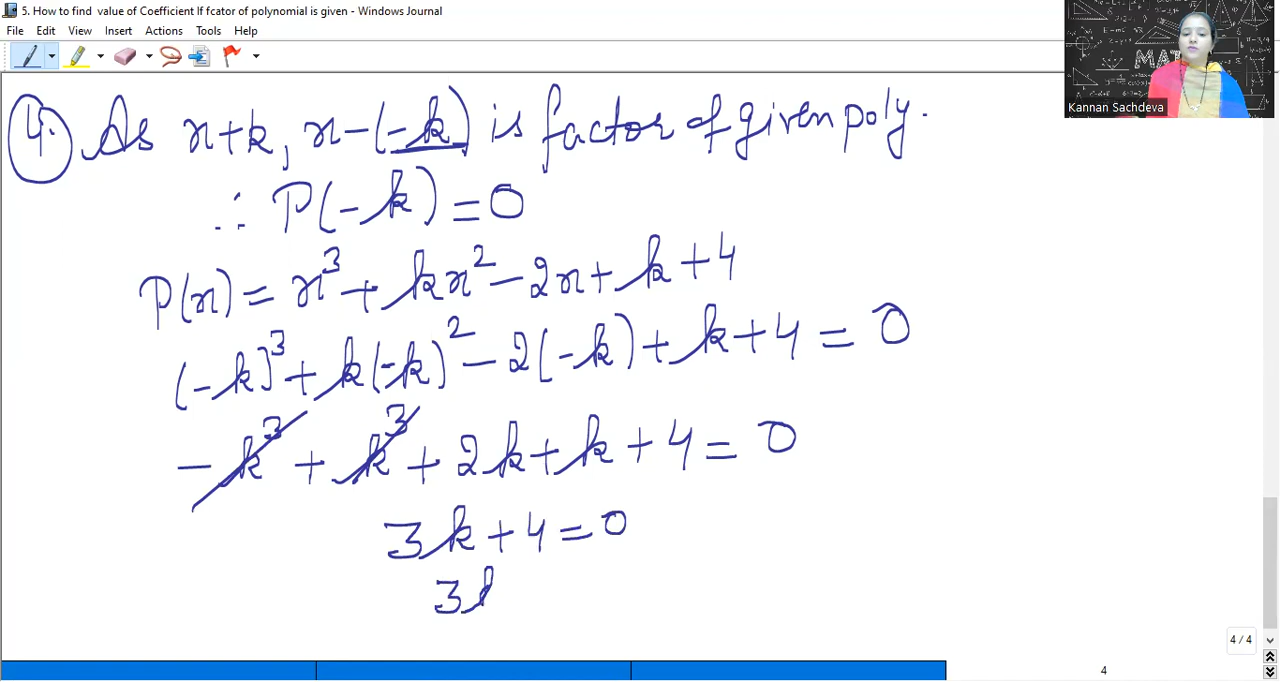 5. How to find value of Coefficient If fcator of polynomial is given - Windows Journal
File Edit View Insert Actions Tools Help
Kannan Sachdeva
4. As x+k, x-(-k) is factor of given poly.
∴ P(-k) = 0
P(x) = x³ + kx² - 2x + k + 4
(-k)³ + k(-k)² - 2(-k) + k + 4 = 0
-k³ + k³ + 2k + k + 4 = 0
3k + 4 = 0
3k
4 / 4
4